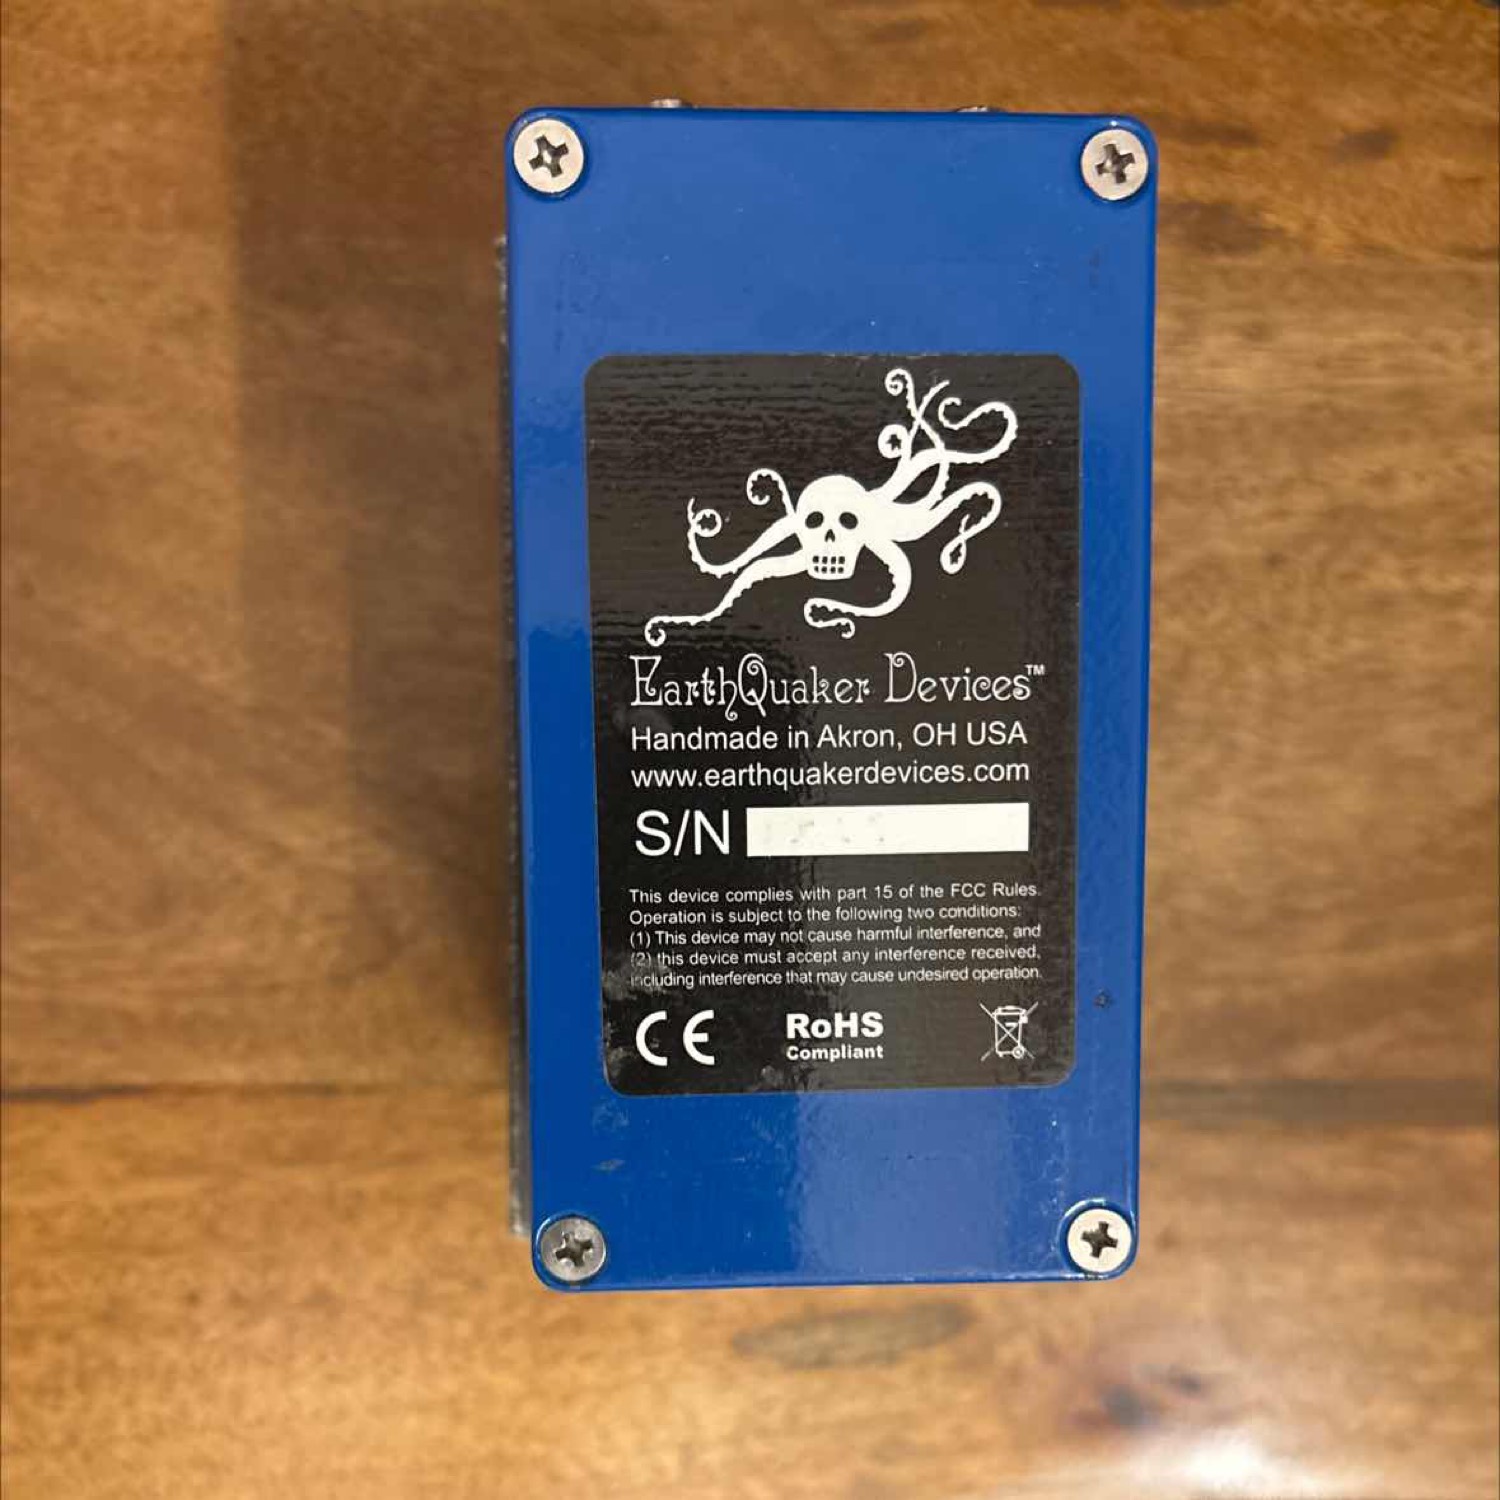 EarthQuaker Devices™
Handmade in Akron, OH USA
www.earthquakerdevices.com
S/N
This device complies with part 15 of the FCC Rules.
Operation is subject to the following two conditions:
(1) This device may not cause harmful interference, and
(2) this device must accept any interference received,
including interference that may cause undesired operation.
CE
RoHS
Compliant